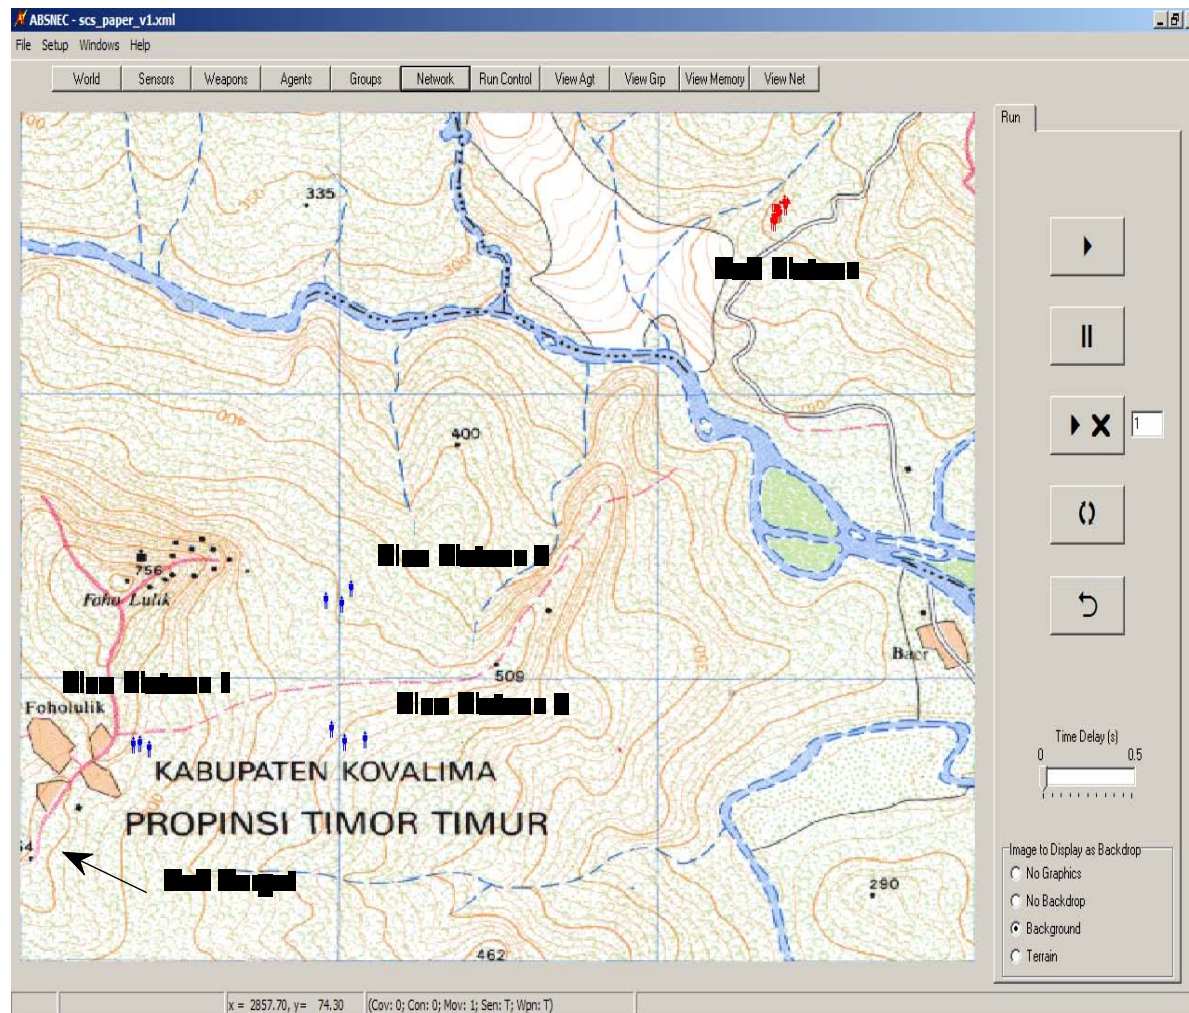 ABSNEC - scs_paper_v1.xml
File Setup Windows Help
World Sensors Weapons Agents Groups Network Run Control View Agt View Grp View Memory View Net
Run
335
300
400
400
1
756
Foho Lulik
509
Foholulik
Bacr
KABUPATEN KOVALIMA
PROPINSI TIMOR TIMUR
290
462
Time Delay (s)
0 0.5
Image to Display as Backdrop
No Graphics
No Backdrop
Background
Terrain
x = 2857.70, y= 74.30 (Cov: 0; Con: 0; Mov: 1; Sen: T; Wpn: T)